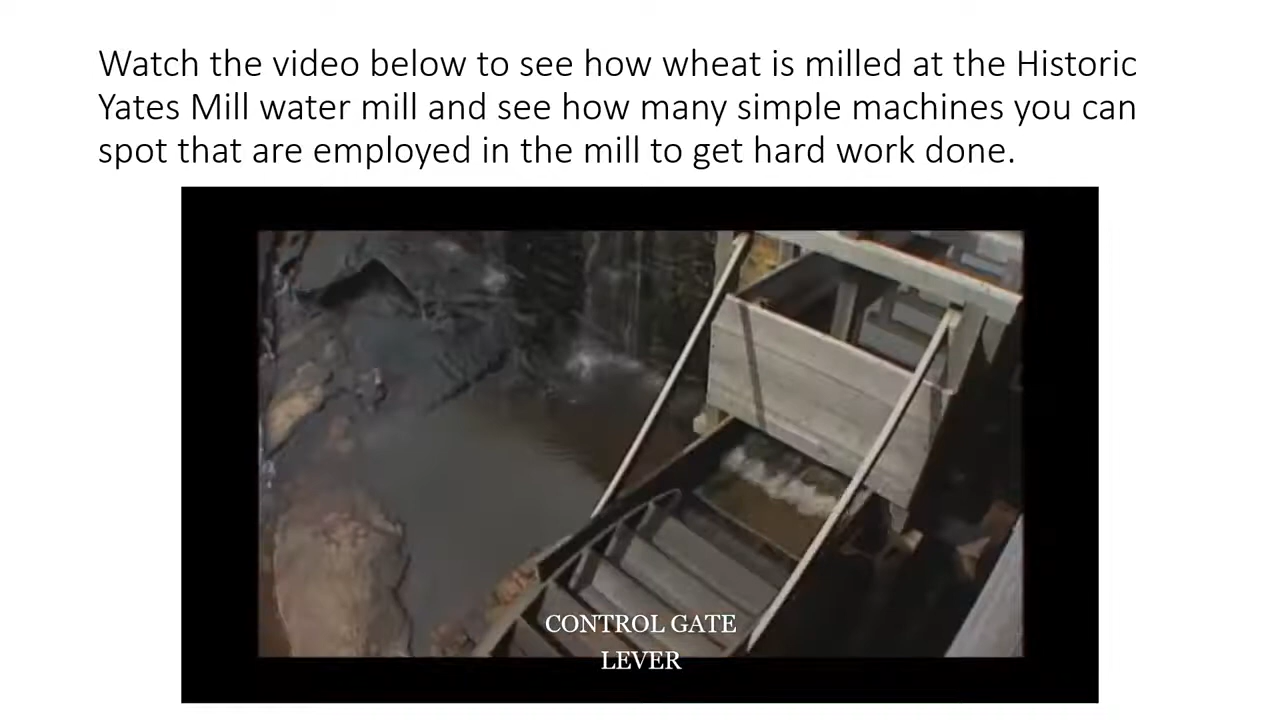 Watch the video below to see how wheat is milled at the Historic
Yates Mill water mill and see how many simple machines you can
spot that are employed in the mill to get hard work done.
CONTROL GATE
LEVER